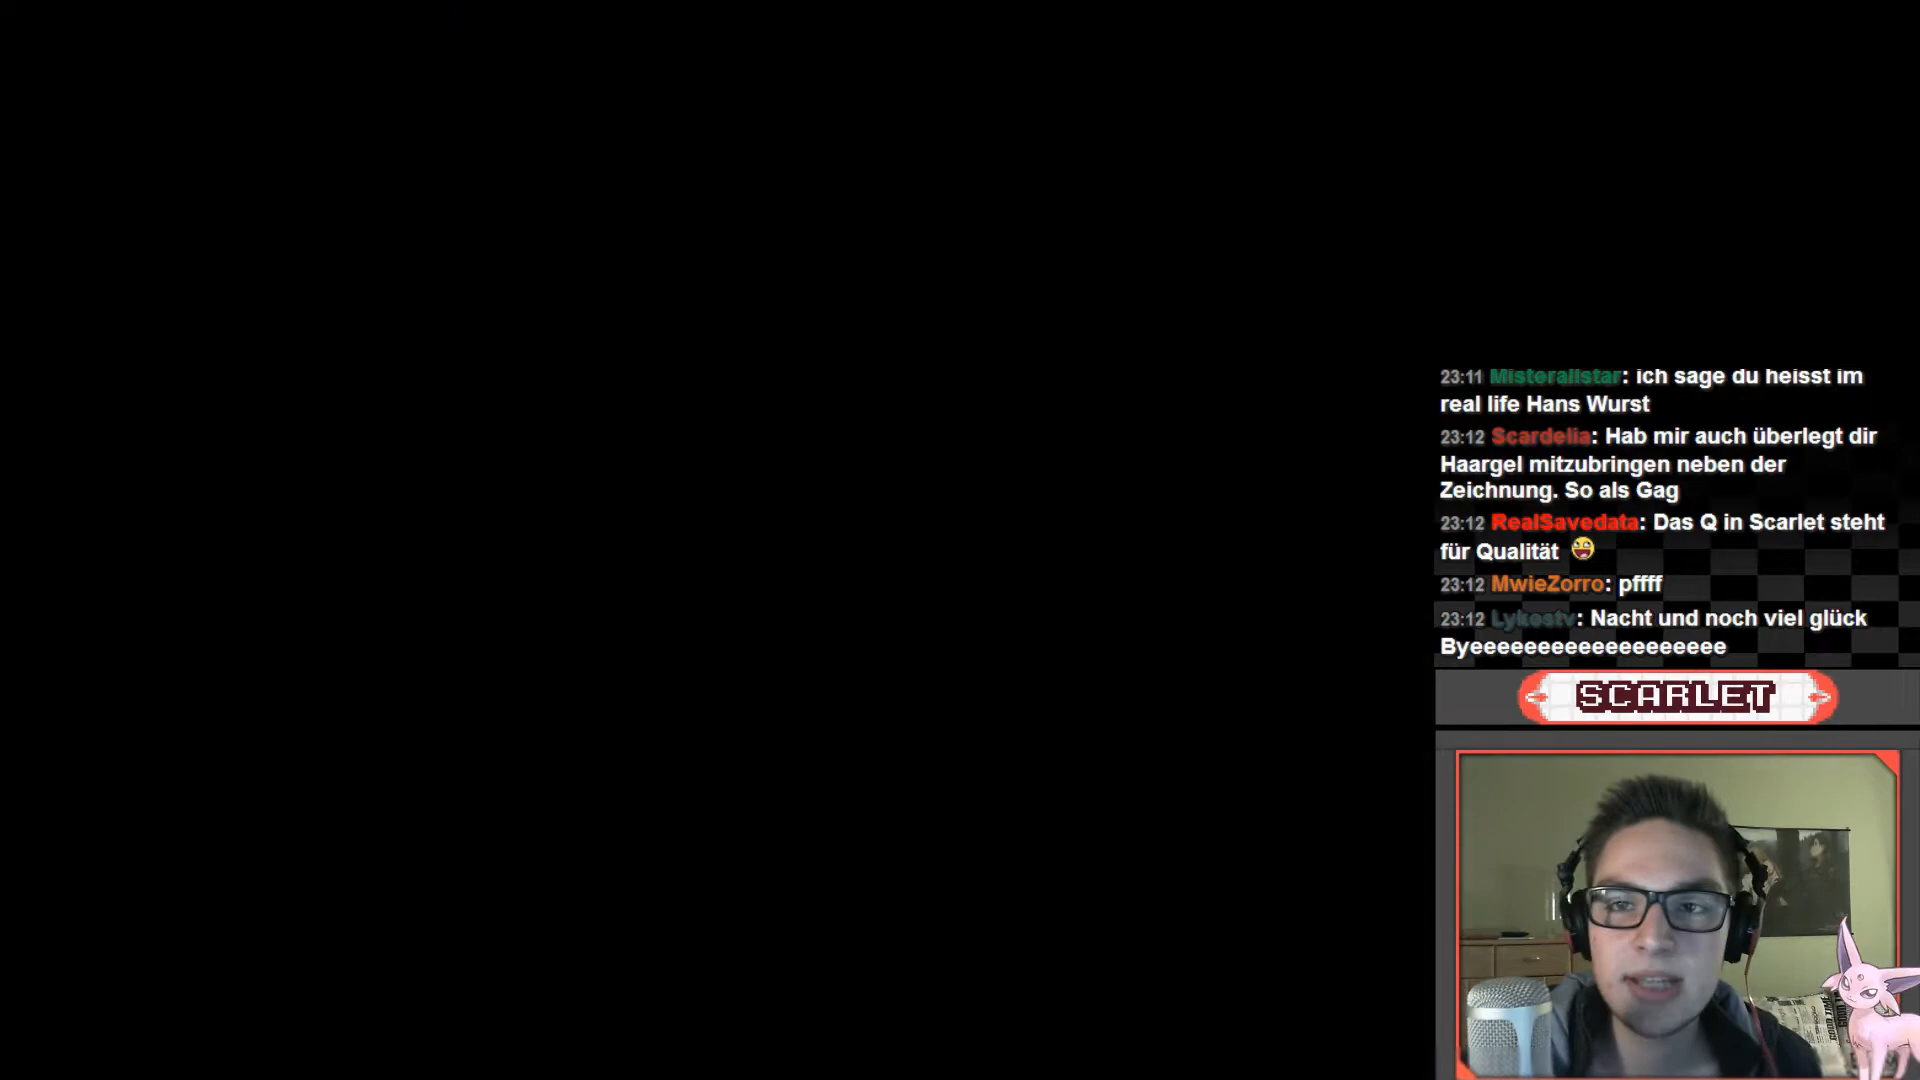 23:11 Misterallstar: ich sage du heisst im
real life Hans Wurst
23:12 Scardelia: Hab mir auch überlegt dir
Haargel mitzubringen neben der
Zeichnung. So als Gag
23:12 RealSavedata: Das Q in Scarlet steht
für Qualität
23:12 MwieZorro: pffff
23:12 Lykostv: Nacht und noch viel glück
Byeeeeeeeeeeeeeeeeeee
SCARLET